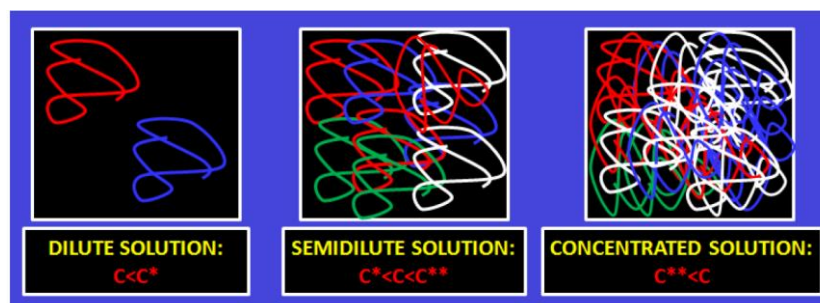 DILUTE SOLUTION:
C<C*
SEMIDILUTE SOLUTION:
C*<C<C**
CONCENTRATED SOLUTION:
C**<C